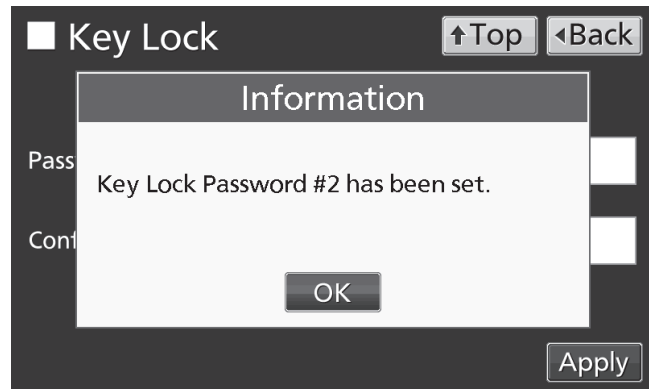 Key Lock
↑Top
◂Back
Information
Pass
Key Lock Password #2 has been set.
Conf
OK
Apply